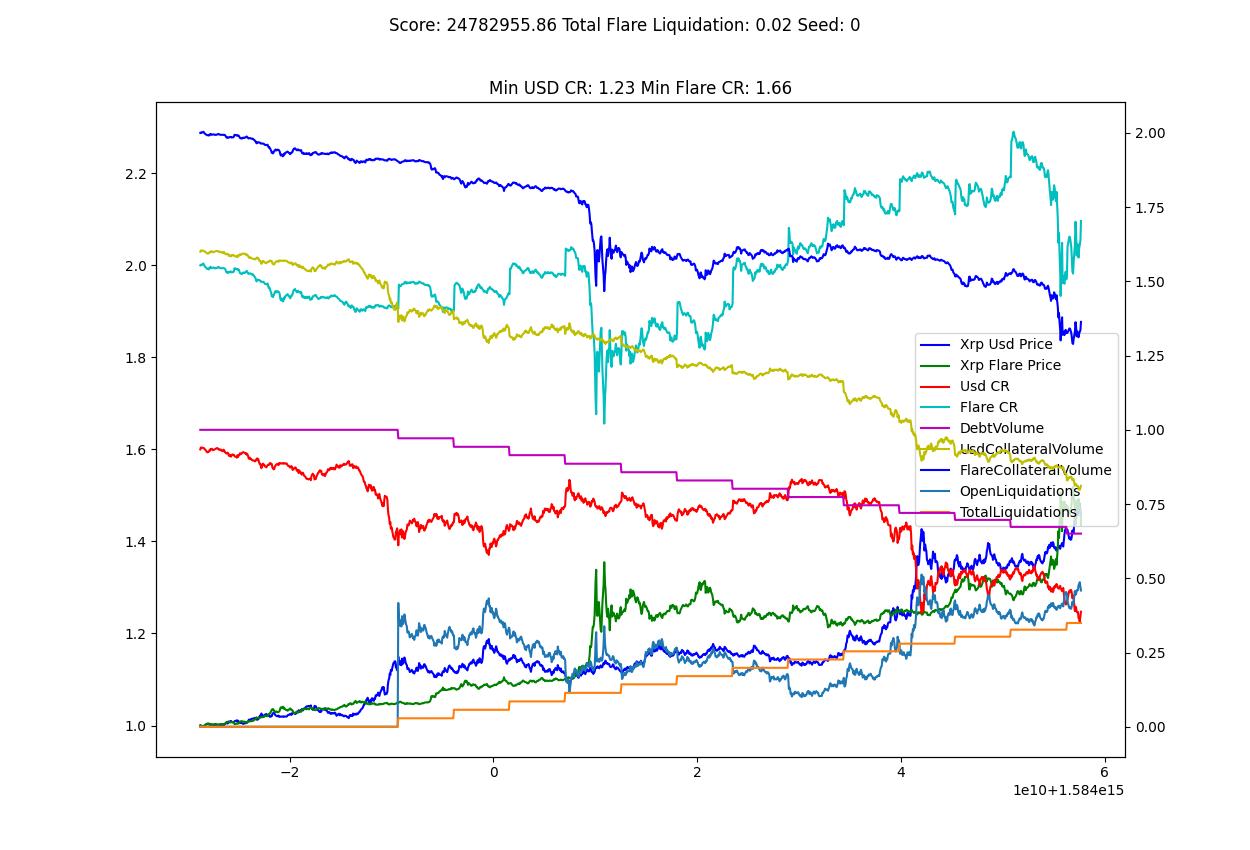 Score: 24782955.86 Total Flare Liquidation: 0.02 Seed: 0
Min USD CR: 1.23 Min Flare CR: 1.66
2.2
2.0
1.8
1.6
1.4
1.2
1.0
2.00
1.75
1.50
1.25
1.00
0.75
0.50
0.25
0.00
Xrp Usd Price
Xrp Flare Price
Usd CR
Flare CR
DebtVolume
UsdCollateralVolume
FlareCollateralVolume
OpenLiquidations
TotalLiquidations
−2 0 2 4 6
1e10+1.584e15